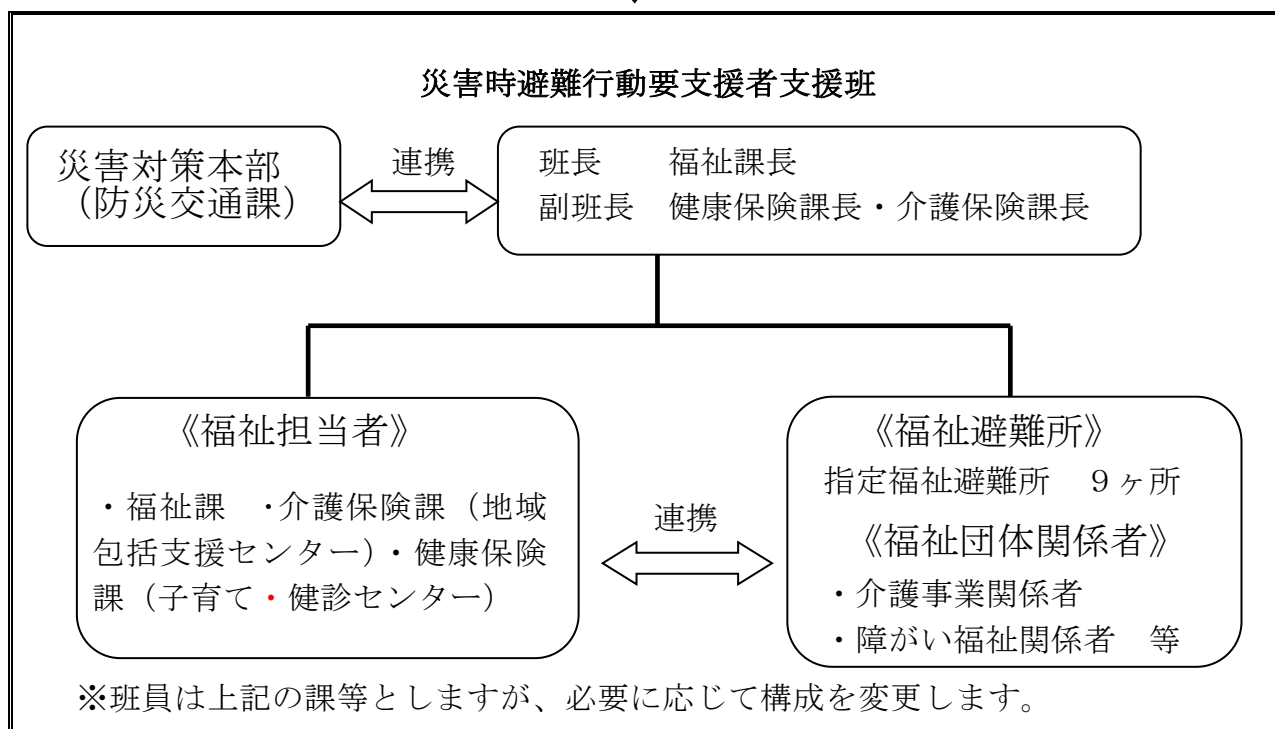 災害時避難行動要支援者支援班
災害対策本部
（防災交通課）
連携
班長　　福祉課長
副班長　健康保険課長・介護保険課長
《福祉担当者》
・福祉課　・介護保険課（地域
包括支援センター）・健康保険
課（子育て・健診センター）
連携
《福祉避難所》
指定福祉避難所　９ヶ所
《福祉団体関係者》
・介護事業関係者
・障がい福祉関係者　等
※班員は上記の課等としますが、必要に応じて構成を変更します。